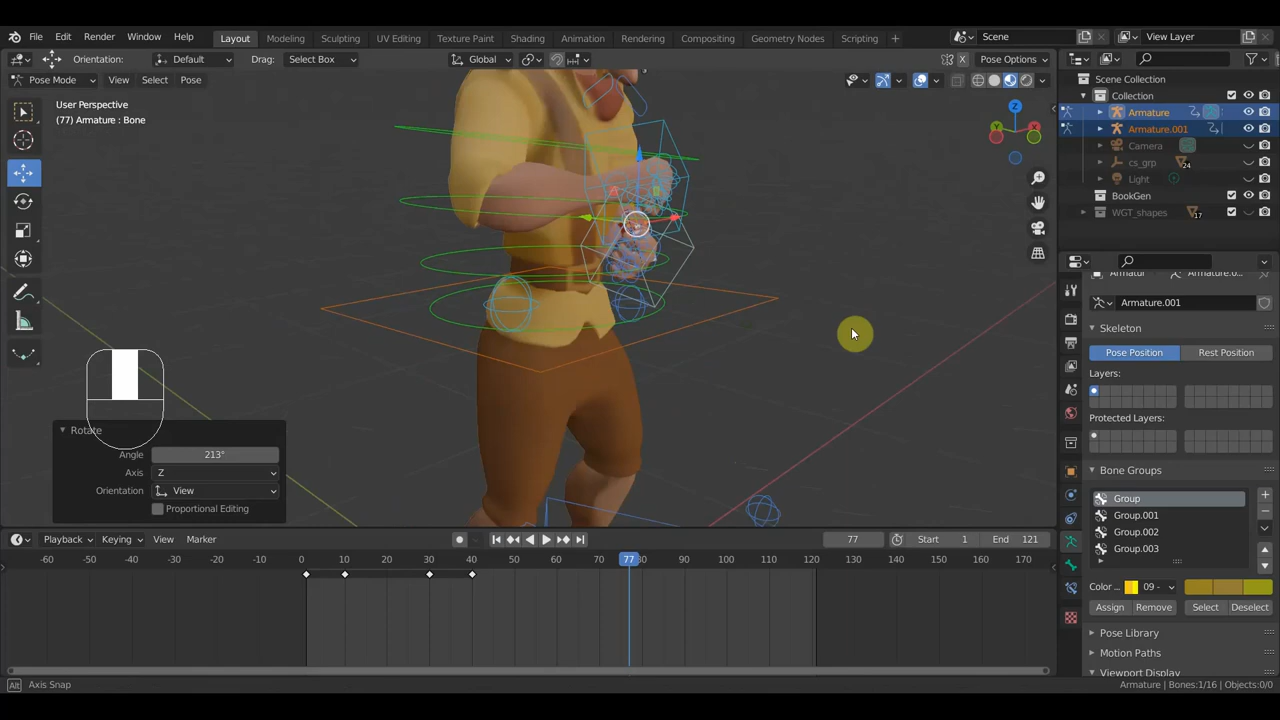 File Edit Render Window Help Layout Modeling Sculpting UV Editing Texture Paint Shading Animation Rendering Compositing Geometry Nodes Scripting + Scene View Layer
Orientation: Default Drag: Select Box Global Pose Options
Pose Mode View Select Pose
User Perspective
(77) Armature : Bone
X
Y
Z
Scene Collection
Collection
Armature
Armature.001
Camera
cs_grp 24
Light
BookGen
WGT_shapes 17
Armature.001
Skeleton
Pose Position Rest Position
Layers:
Protected Layers:
Bone Groups
Group
Group.001
Group.002
Group.003
Color ... 09 -
Assign Remove Select Deselect
Pose Library
Motion Paths
Viewport Display
Rotate
Angle 213°
Axis Z
Orientation View
Proportional Editing
Playback Keying View Marker 77 Start 1 End 121
-60 -50 -40 -30 -20 -10 0 10 20 30 40 50 60 70 77 80 90 100 110 120 130 140 150 160 170
Alt Axis Snap Armature | Bones:1/16 | Objects:0/0